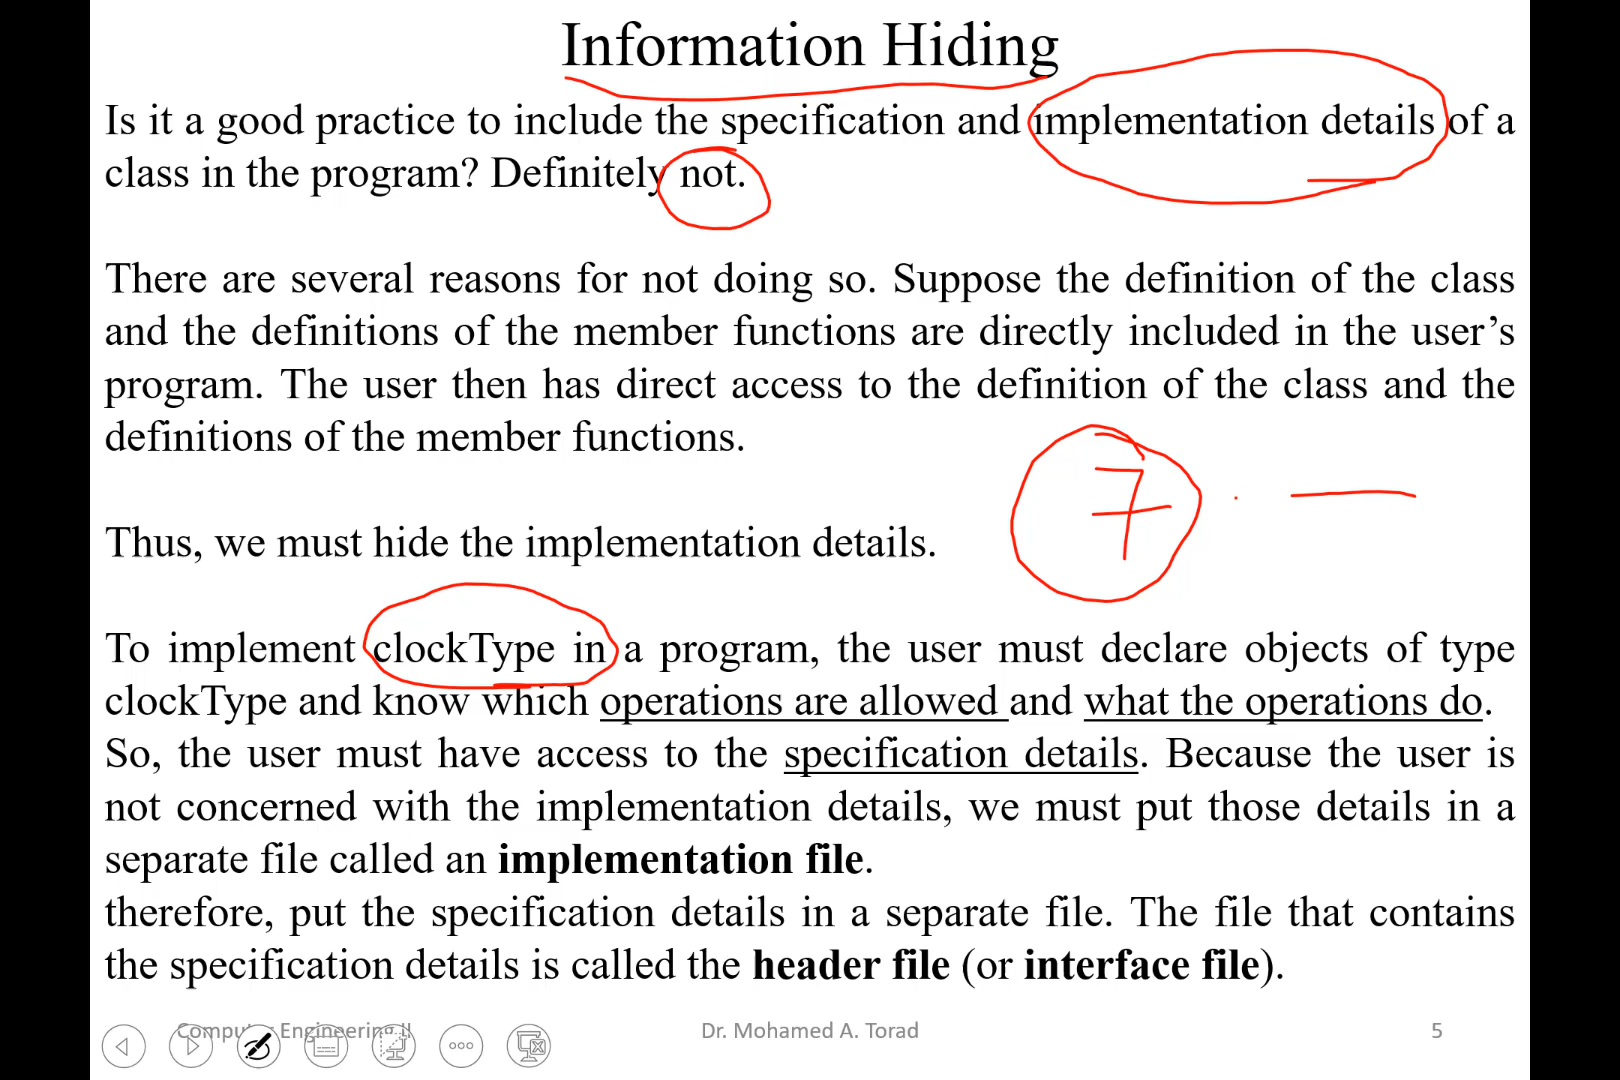 Information Hiding
Is it a good practice to include the specification and implementation details of a
class in the program? Definitely not.
There are several reasons for not doing so. Suppose the definition of the class
and the definitions of the member functions are directly included in the user’s
program. The user then has direct access to the definition of the class and the
definitions of the member functions.
7
Thus, we must hide the implementation details.
To implement clockType in a program, the user must declare objects of type
clockType and know which operations are allowed and what the operations do.
So, the user must have access to the specification details. Because the user is
not concerned with the implementation details, we must put those details in a
separate file called an implementation file.
therefore, put the specification details in a separate file. The file that contains
the specification details is called the header file (or interface file).
Computer Engineering II Dr. Mohamed A. Torad 5